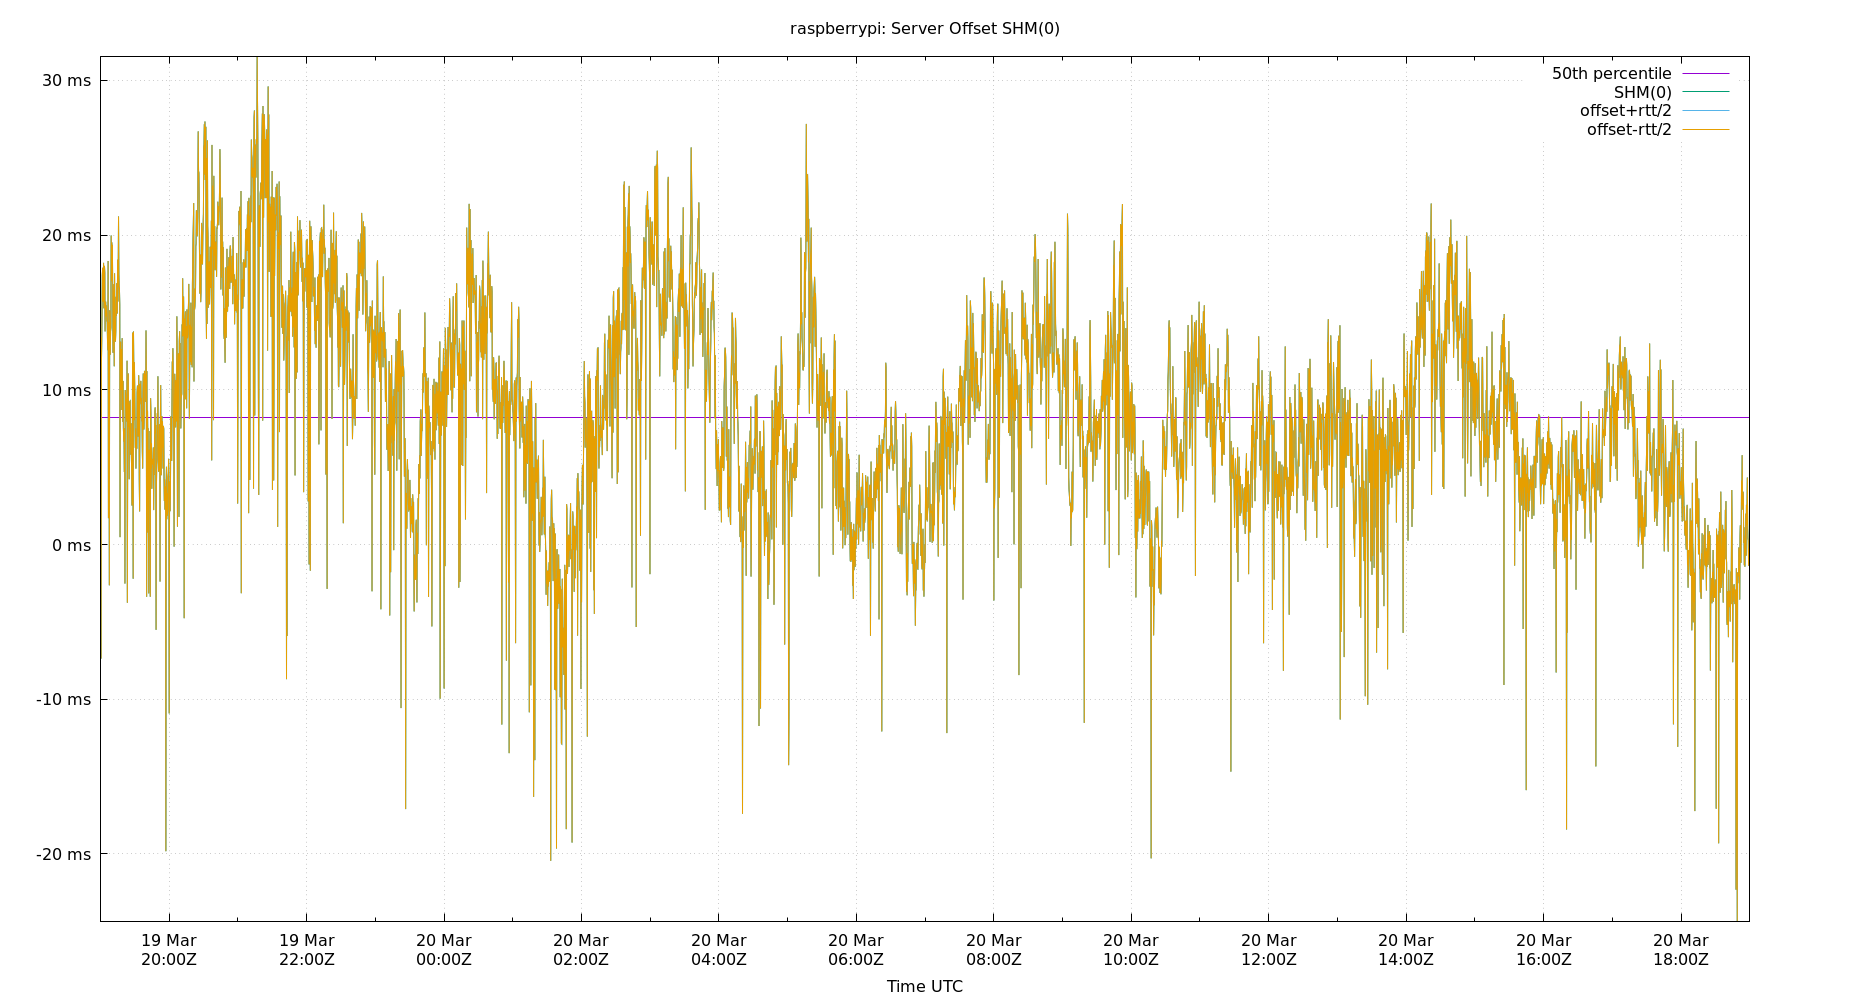 raspberrypi: Server Offset SHM(0)
50th percentile
SHM(0)
offset+rtt/2
offset-rtt/2
30 ms
20 ms
10 ms
0 ms
-10 ms
-20 ms
19 Mar 19 Mar 20 Mar 20 Mar 20 Mar 20 Mar 20 Mar 20 Mar 20 Mar 20 Mar 20 Mar 20 Mar
20:00Z 22:00Z 00:00Z 02:00Z 04:00Z 06:00Z 08:00Z 10:00Z 12:00Z 14:00Z 16:00Z 18:00Z
Time UTC